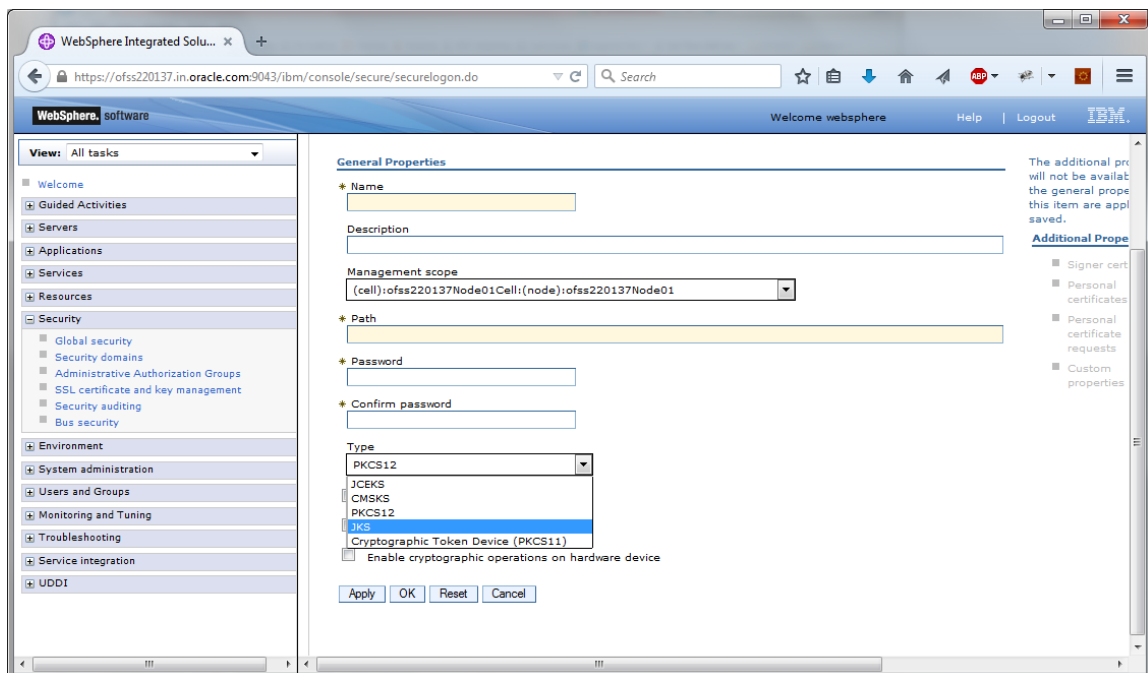 WebSphere Integrated Solu...
https://ofss220137.in.oracle.com:9043/ibm/console/secure/securelogon.do
Search
ABP
WebSphere. software
Welcome websphere
Help | Logout
IBM.
View: All tasks
Welcome
Guided Activities
Servers
Applications
Services
Resources
Security
Global security
Security domains
Administrative Authorization Groups
SSL certificate and key management
Security auditing
Bus security
Environment
System administration
Users and Groups
Monitoring and Tuning
Troubleshooting
Service integration
UDDI
General Properties
* Name
Description
Management scope
(cell):ofss220137Node01Cell:(node):ofss220137Node01
* Path
* Password
* Confirm password
Type
PKCS12
JCEKS
CMSKS
PKCS12
JKS
Cryptographic Token Device (PKCS11)
Enable cryptographic operations on hardware device
Apply OK Reset Cancel
The additional pro
will not be availab
the general prope
this item are appl
saved.
Additional Prope
Signer cert
Personal
certificates
Personal
certificate
requests
Custom
properties